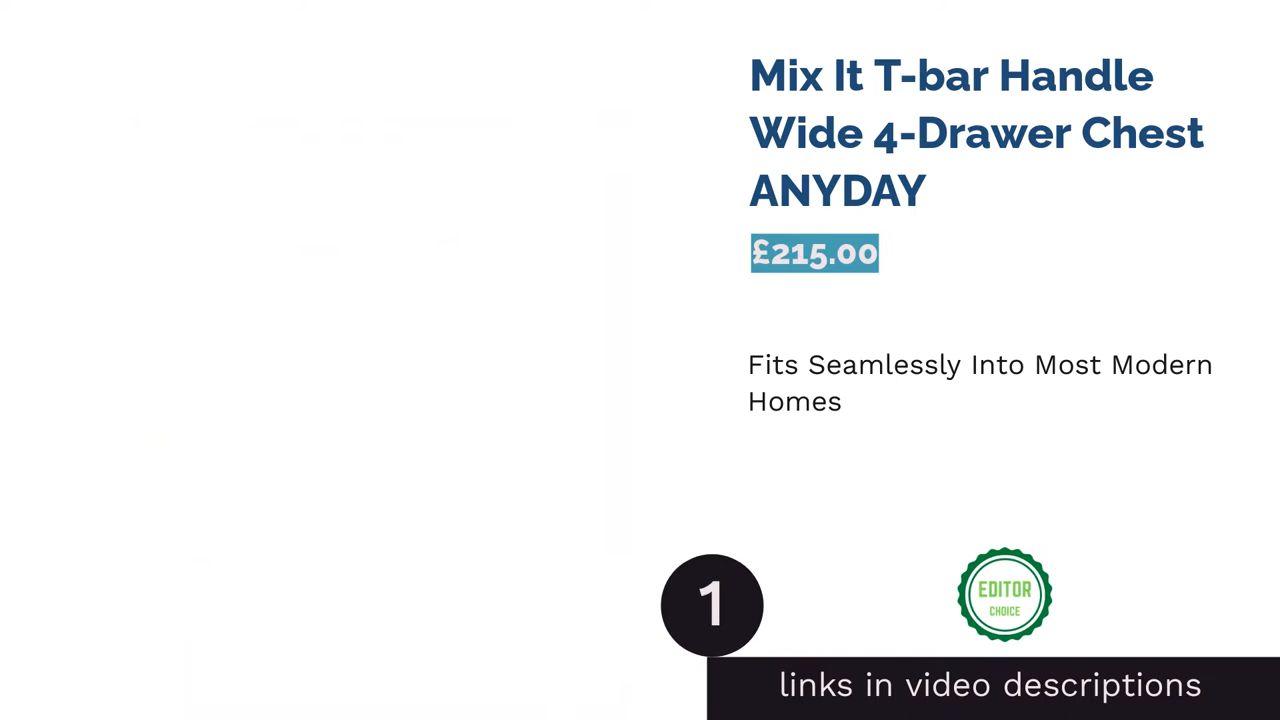 Mix It T-bar Handle
Wide 4-Drawer Chest
ANYDAY
£215.00
Fits Seamlessly Into Most Modern
Homes
1
EDITOR
CHOICE
links in video descriptions